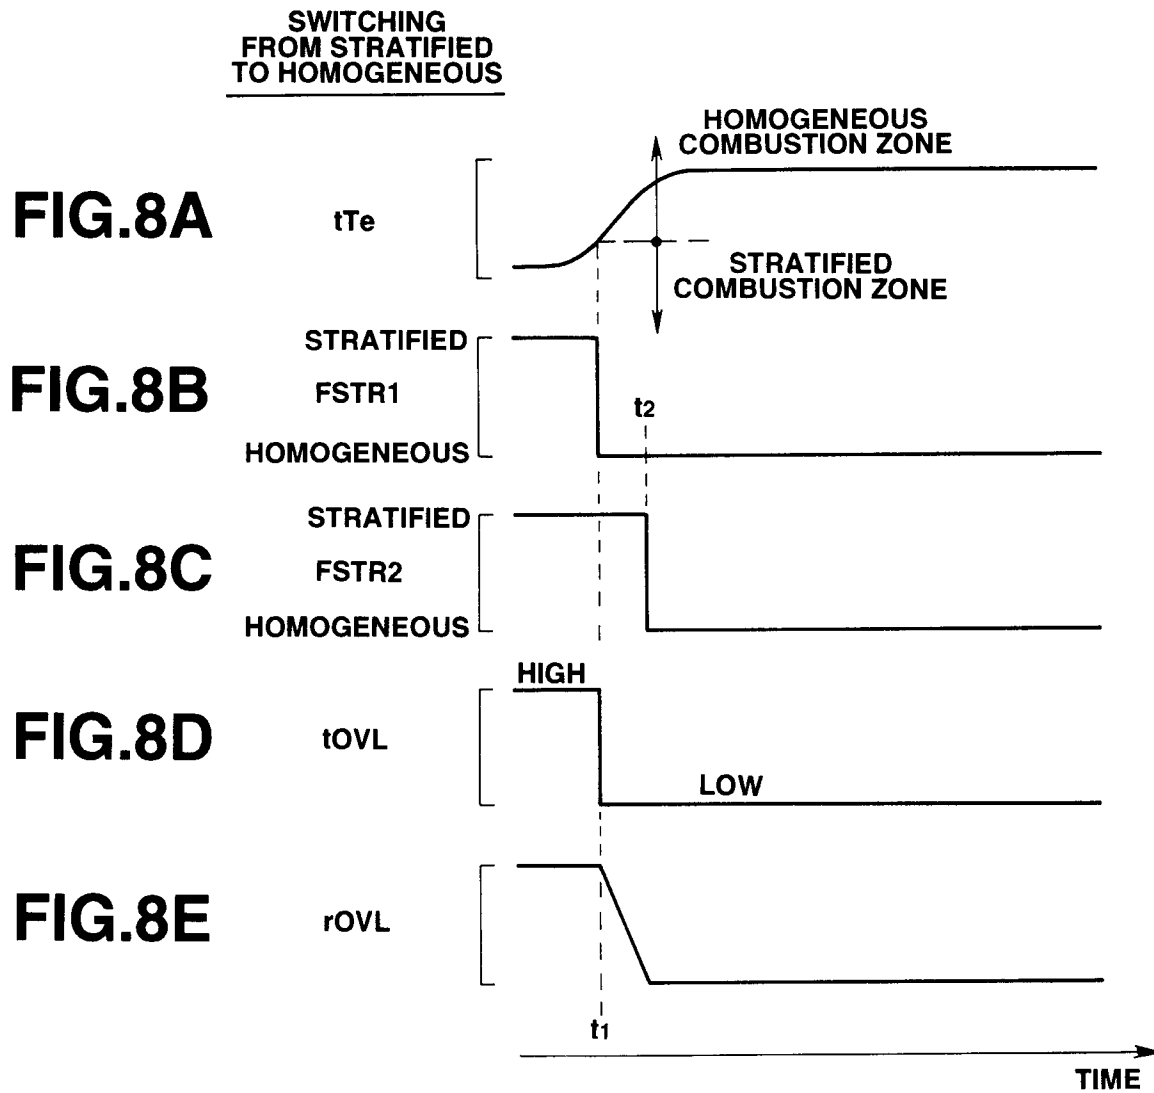 SWITCHING
FROM STRATIFIED
TO HOMOGENEOUS
HOMOGENEOUS
COMBUSTION ZONE
FIG.8A
tTe
STRATIFIED
COMBUSTION ZONE
STRATIFIED
FIG.8B
FSTR1
t2
HOMOGENEOUS
STRATIFIED
FIG.8C
FSTR2
HOMOGENEOUS
HIGH
FIG.8D
tOVL
LOW
FIG.8E
rOVL
t1
TIME